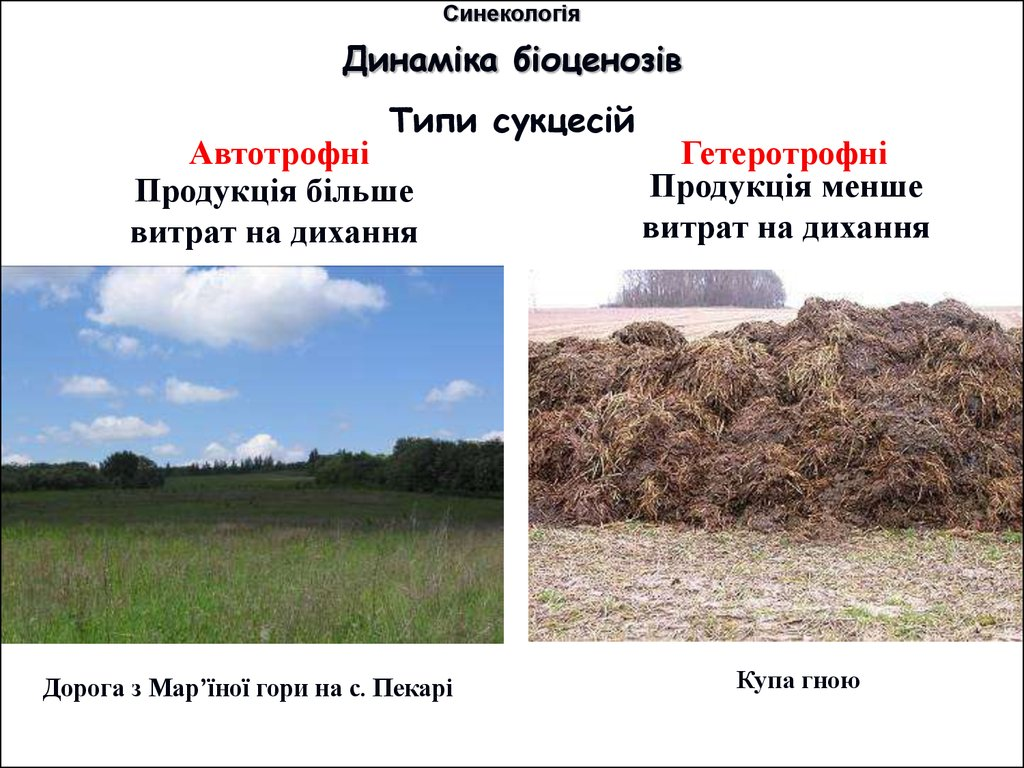 Синекологія
Динаміка біоценозів
Типи сукцесій
Автотрофні
Продукція більше
витрат на дихання
Гетеротрофні
Продукція менше
витрат на дихання
Дорога з Мар’їної гори на с. Пекарі
Купа гною